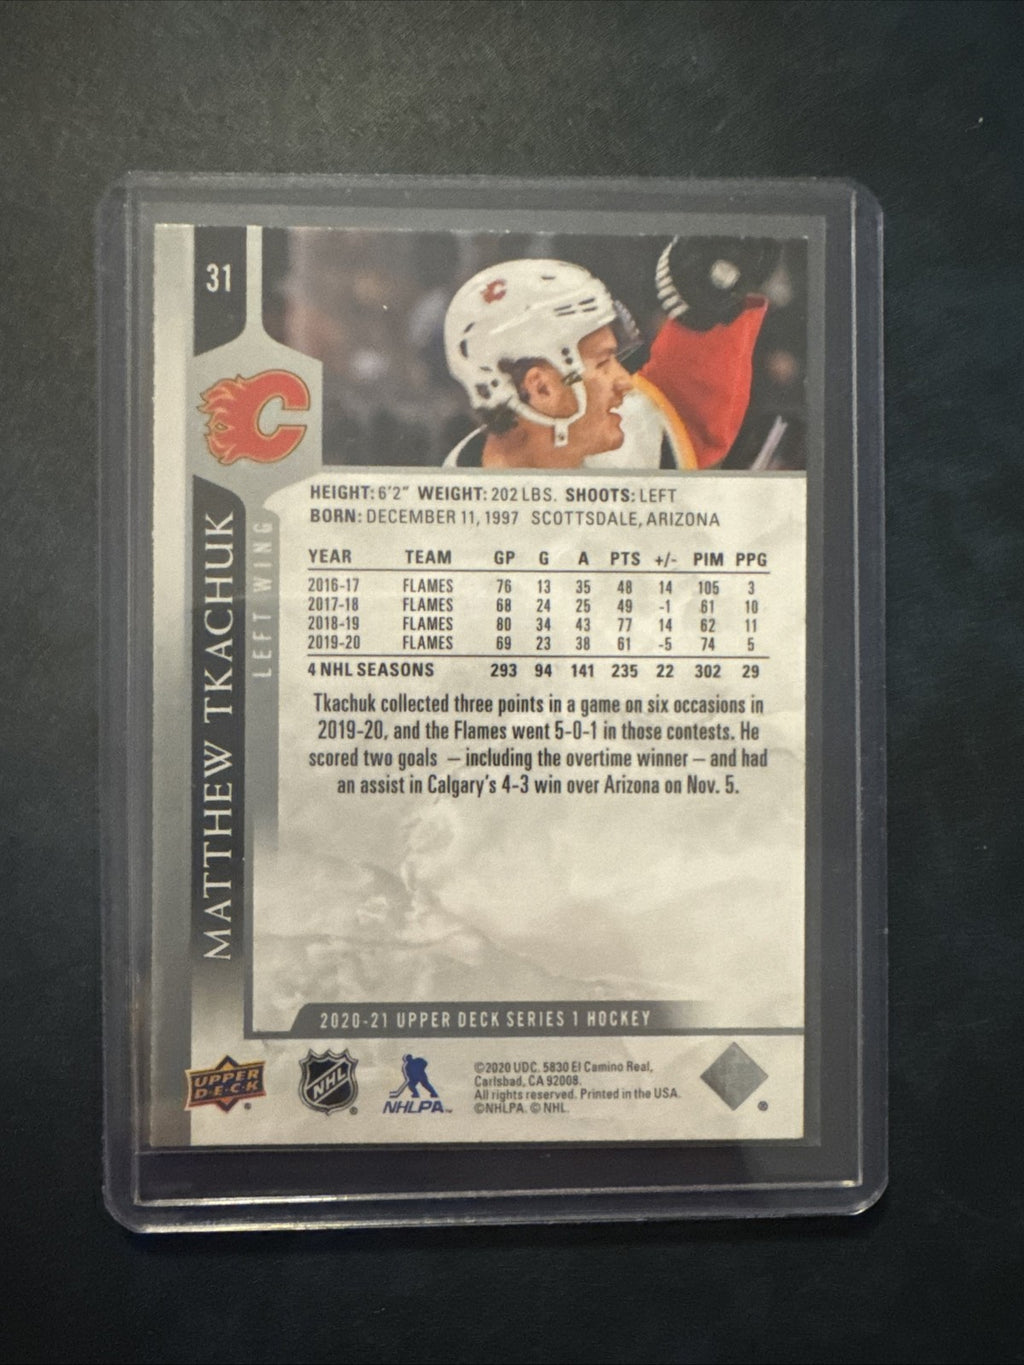 31
MATTHEW TKACHUK
LEFT WING
HEIGHT: 6'2" WEIGHT: 202 LBS. SHOOTS: LEFT
BORN: DECEMBER 11, 1997 SCOTTSDALE, ARIZONA
YEAR TEAM GP G A PTS +/- PIM PPG
2016-17 FLAMES 76 13 35 48 14 105 3
2017-18 FLAMES 68 24 25 49 -1 61 10
2018-19 FLAMES 80 34 43 77 14 62 11
2019-20 FLAMES 69 23 38 61 -5 74 5
4 NHL SEASONS 293 94 141 235 22 302 29
Tkachuk collected three points in a game on six occasions in
2019-20, and the Flames went 5-0-1 in those contests. He
scored two goals — including the overtime winner — and had
an assist in Calgary's 4-3 win over Arizona on Nov. 5.
2020-21 UPPER DECK SERIES 1 HOCKEY
UPPER
D·E·C·K
®
NHL
®
NHLPA™
©2020 UDC. 5830 El Camino Real,
Carlsbad, CA 92008.
All rights reserved. Printed in the USA.
©NHLPA. © NHL.
®